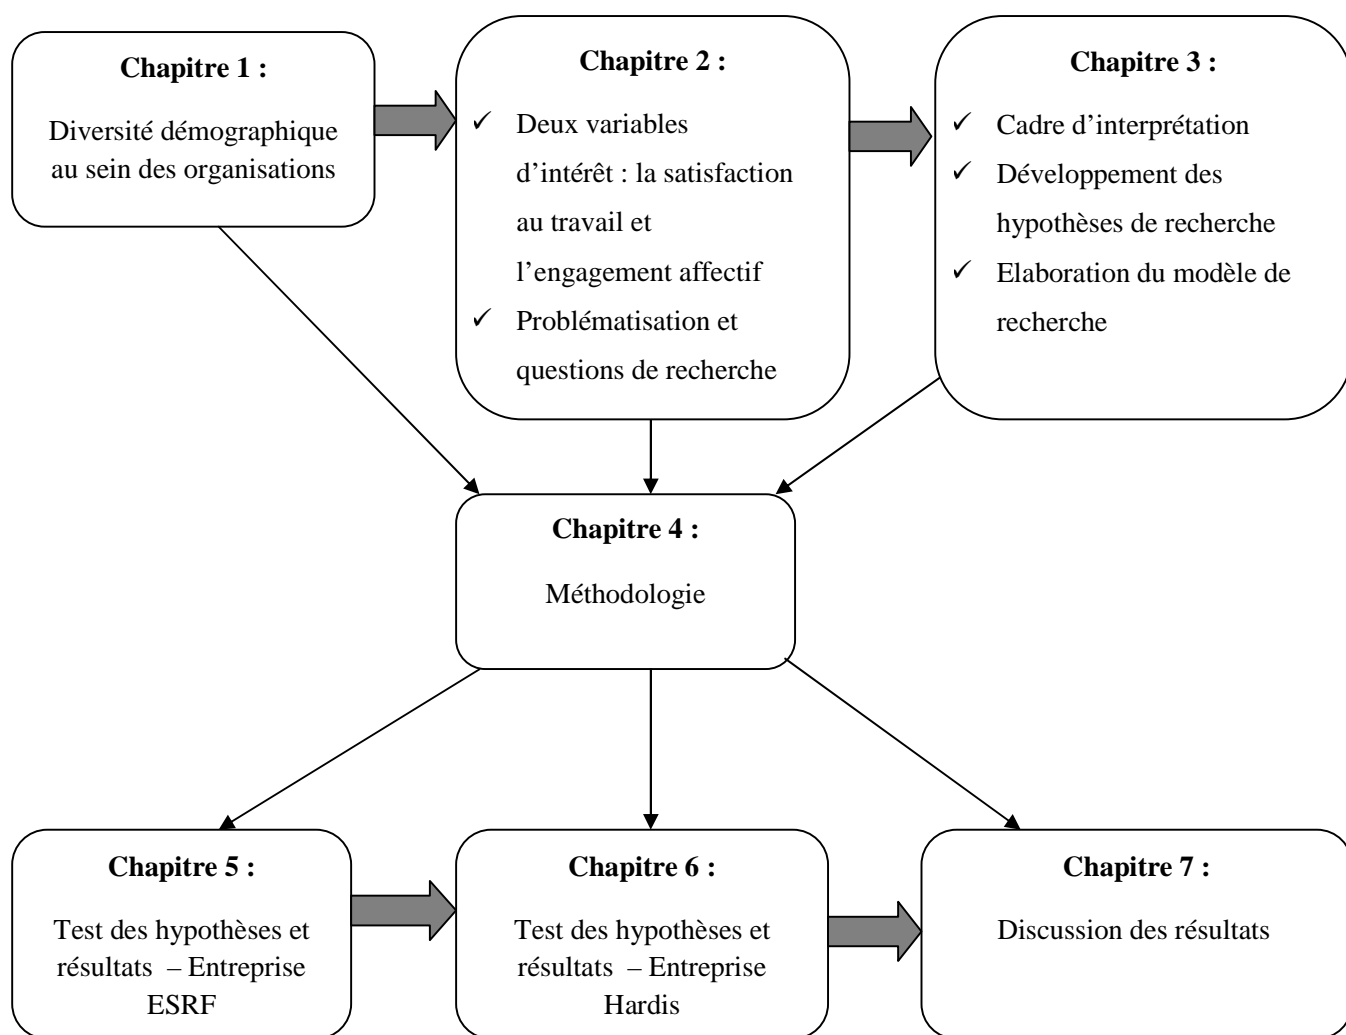 Chapitre 1 :
Diversité démographique
au sein des organisations
Chapitre 2 :
✓ Deux variables
d’intérêt : la satisfaction
au travail et
l’engagement affectif
✓ Problématisation et
questions de recherche
Chapitre 3 :
✓ Cadre d’interprétation
✓ Développement des
hypothèses de recherche
✓ Elaboration du modèle de
recherche
Chapitre 4 :
Méthodologie
Chapitre 5 :
Test des hypothèses et
résultats – Entreprise
ESRF
Chapitre 6 :
Test des hypothèses et
résultats – Entreprise
Hardis
Chapitre 7 :
Discussion des résultats